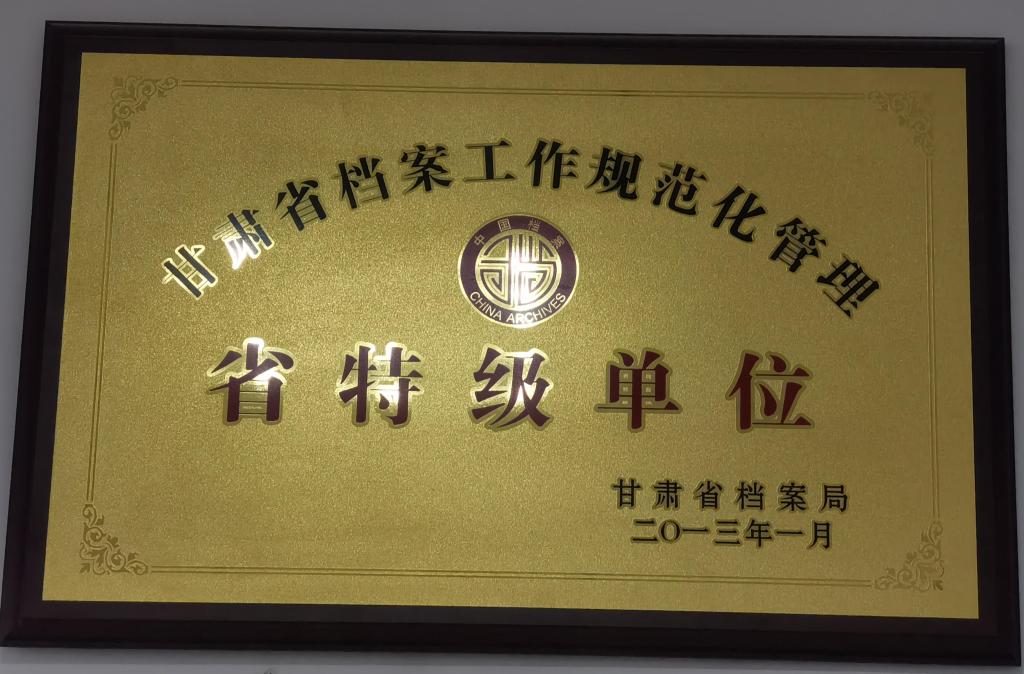 甘肃省档案工作规范化管理
中国档案
CHINA ARCHIVES
省特级单位
甘肃省档案局
二〇一三年一月